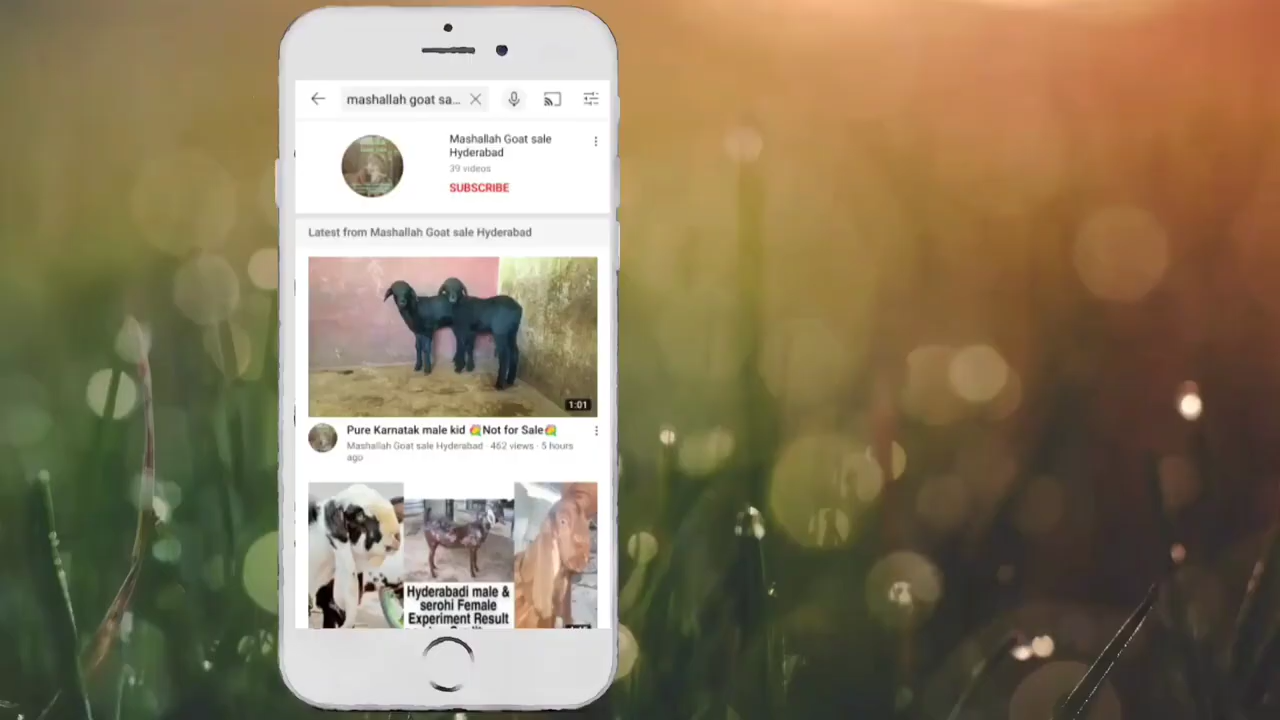 mashallah goat sa...
Mashallah Goat sale
Hyderabad
39 videos
SUBSCRIBE
Latest from Mashallah Goat sale Hyderabad
1:01
Pure Karnatak male kid 💐Not for Sale💐
Mashallah Goat sale Hyderabad · 462 views · 5 hours
ago
Hyderabadi male &
serohi Female
Experiment Result